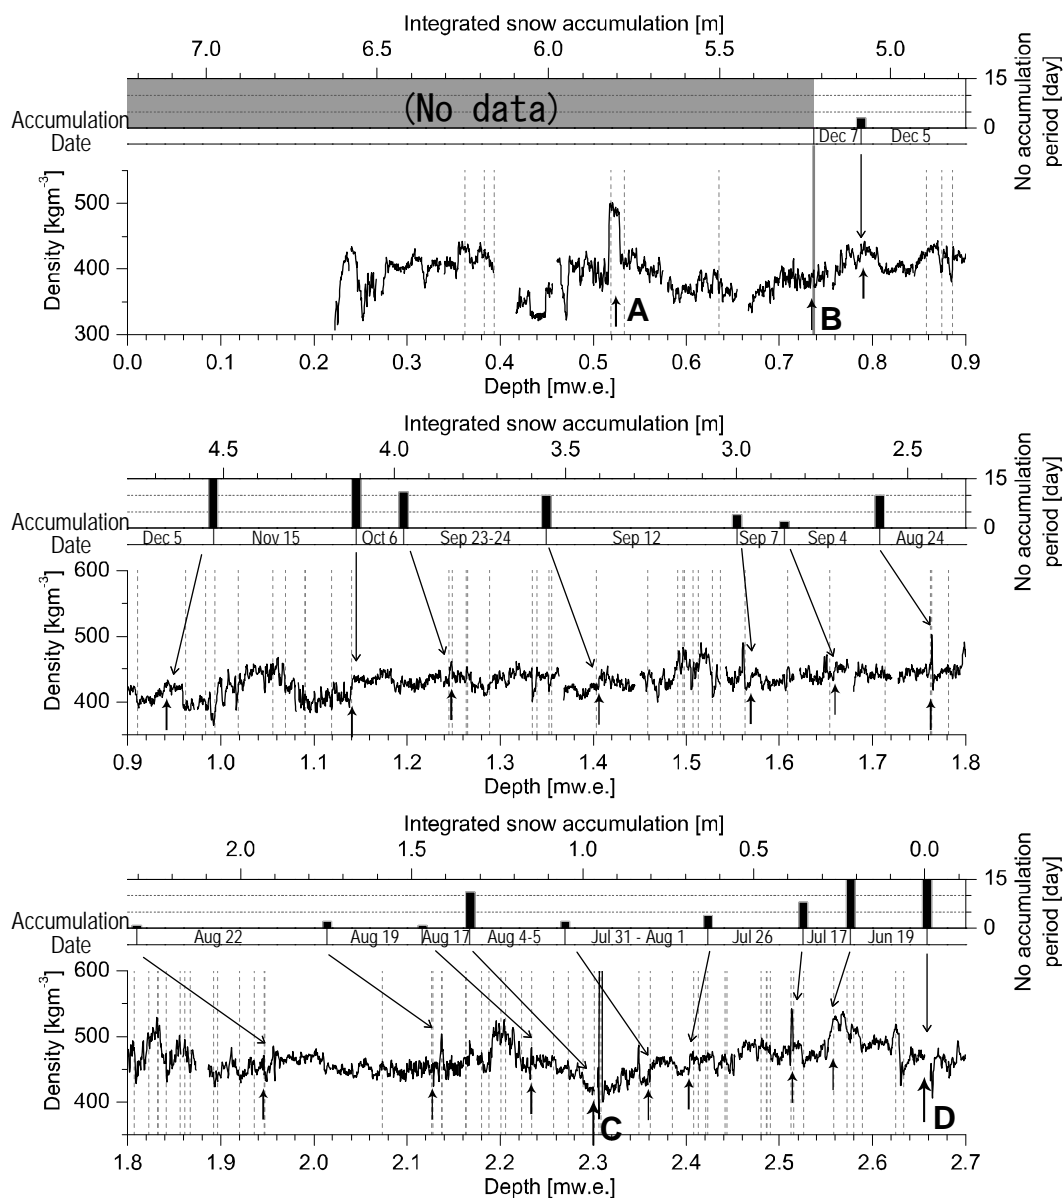 Integrated snow accumulation [m]
7.0 6.5 6.0 5.5 5.0
(No data)
15
0
No accumulation
period [day]
Accumulation
Date
Dec 7 Dec 5
Density [kgm-3]
500
400
300
A
B
0.0 0.1 0.2 0.3 0.4 0.5 0.6 0.7 0.8 0.9
Depth [mw.e.]
Integrated snow accumulation [m]
4.5 4.0 3.5 3.0 2.5
15
0
No accumulation
period [day]
Accumulation
Date
Dec 5 Nov 15 Oct 6 Sep 23-24 Sep 12 Sep 7 Sep 4 Aug 24
Density [kgm-3]
600
500
400
0.9 1.0 1.1 1.2 1.3 1.4 1.5 1.6 1.7 1.8
Depth [mw.e.]
Integrated snow accumulation [m]
2.0 1.5 1.0 0.5 0.0
15
0
No accumulation
period [day]
Accumulation
Date
Aug 22 Aug 19 Aug 17 Aug 4-5 Jul 31 - Aug 1 Jul 26 Jul 17 Jun 19
Density [kgm-3]
600
500
400
C
D
1.8 1.9 2.0 2.1 2.2 2.3 2.4 2.5 2.6 2.7
Depth [mw.e.]